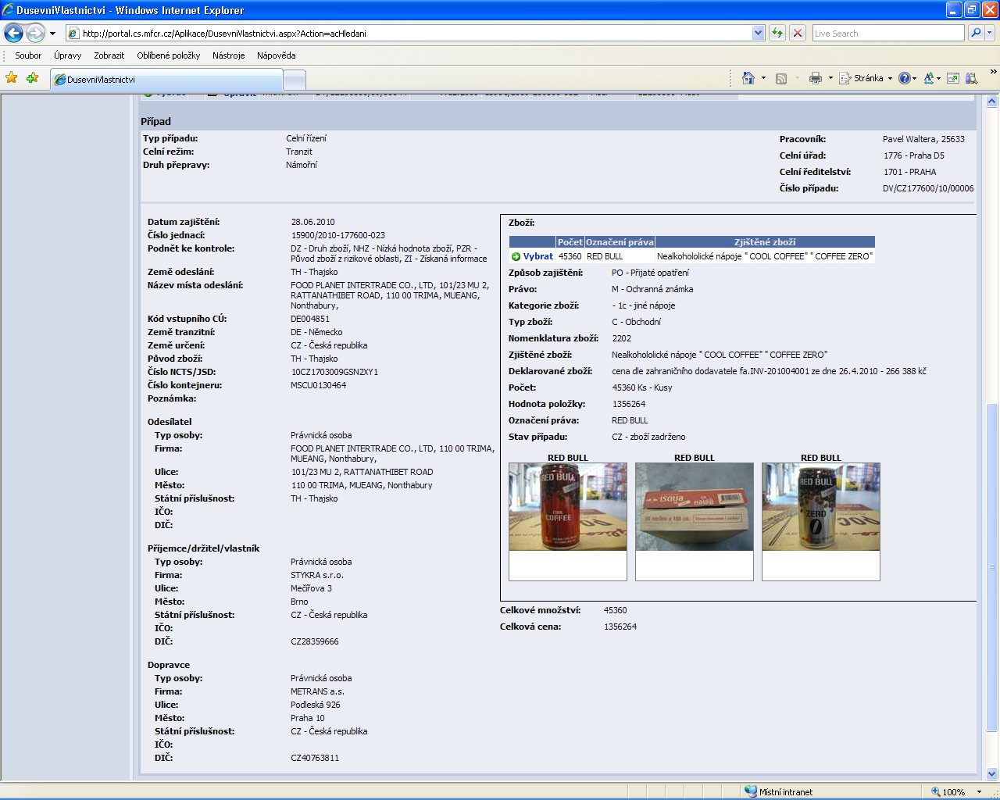 DusevniVlastnictvi - Windows Internet Explorer
http://portal.cs.mfcr.cz/Aplikace/DusevniVlastnictvi.aspx?Action=acHledani
Live Search
Soubor Úpravy Zobrazit Oblíbené položky Nástroje Nápověda
DusevniVlastnictvi
Stránka
Případ
Typ případu: Celní řízení
Celní režim: Tranzit
Druh přepravy: Námořní
Pracovník: Pavel Waltera, 25633
Celní úřad: 1776 - Praha D5
Celní ředitelství: 1701 - PRAHA
Číslo případu: DV/CZ177600/10/00006
Datum zajištění: 28.06.2010
Číslo jednací: 15900/2010-177600-023
Podnět ke kontrole: DZ - Druh zboží, NHZ - Nízká hodnota zboží, PZR -
Původ zboží z rizikové oblasti, ZI - Získaná informace
Země odeslání: TH - Thajsko
Název místa odeslání: FOOD PLANET INTERTRADE CO., LTD, 101/23 MU 2,
RATTANATHIBET ROAD, 110 00 TRIMA, MUEANG,
Nonthabury,
Kód vstupního CÚ: DE004851
Země tranzitní: DE - Německo
Země určení: CZ - Česká republika
Původ zboží: TH - Thajsko
Číslo NCTS/JSD: 10CZ1703009GSN2XY1
Číslo kontejneru: MSCU0130464
Poznámka:
Odesílatel
Typ osoby: Právnická osoba
Firma: FOOD PLANET INTERTRADE CO., LTD, 110 00 TRIMA,
MUEANG, Nonthabury,
Ulice: 101/23 MU 2, RATTANATHIBET ROAD
Město: 110 00 TRIMA, MUEANG, Nonthabury
Státní příslušnost: TH - Thajsko
IČO:
DIČ:
Příjemce/držitel/vlastník
Typ osoby: Právnická osoba
Firma: STYKRA s.r.o.
Ulice: Mečířova 3
Město: Brno
Státní příslušnost: CZ - Česká republika
IČO:
DIČ: CZ28359666
Dopravce
Typ osoby: Právnická osoba
Firma: METRANS a.s.
Ulice: Podleská 926
Město: Praha 10
Státní příslušnost: CZ - Česká republika
IČO:
DIČ: CZ40763811
Zboží:
Počet Označení práva Zjištěné zboží
Vybrat 45360 RED BULL Nealkohololické nápoje " COOL COFFEE" " COFFEE ZERO"
Způsob zajištění: PO - Přijaté opatření
Právo: M - Ochranná známka
Kategorie zboží: - 1c - jiné nápoje
Typ zboží: C - Obchodní
Nomenklatura zboží: 2202
Zjištěné zboží: Nealkohololické nápoje " COOL COFFEE" " COFFEE ZERO"
Deklarované zboží: cena dle zahraničního dodavatele fa.INV-201004001 ze dne 26.4.2010 - 266 388 kč
Počet: 45360 Ks - Kusy
Hodnota položky: 1356264
Označení práva: RED BULL
Stav případu: CZ - zboží zadrženo
RED BULL RED BULL RED BULL
RED BULL
COOL
COFFEE
RED BULL
ZERO
Celkové množství: 45360
Celková cena: 1356264
Místní intranet
100%